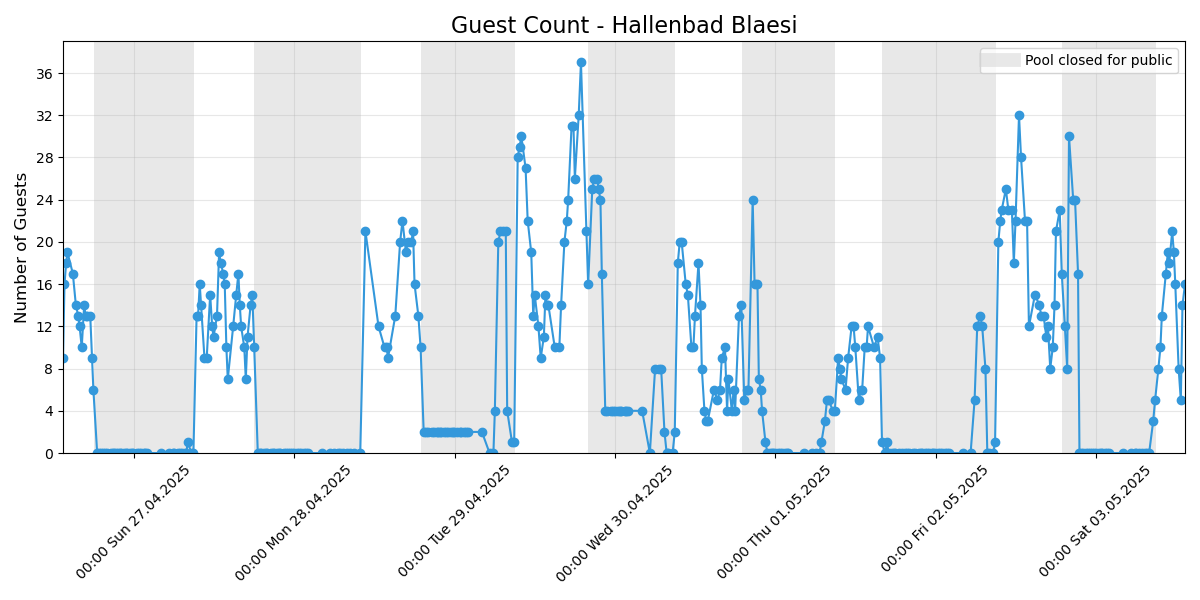 Guest Count - Hallenbad Blaesi
Pool closed for public
Number of Guests
36
32
28
24
20
16
12
8
4
0
00:00 Sun 27.04.2025
00:00 Mon 28.04.2025
00:00 Tue 29.04.2025
00:00 Wed 30.04.2025
00:00 Thu 01.05.2025
00:00 Fri 02.05.2025
00:00 Sat 03.05.2025